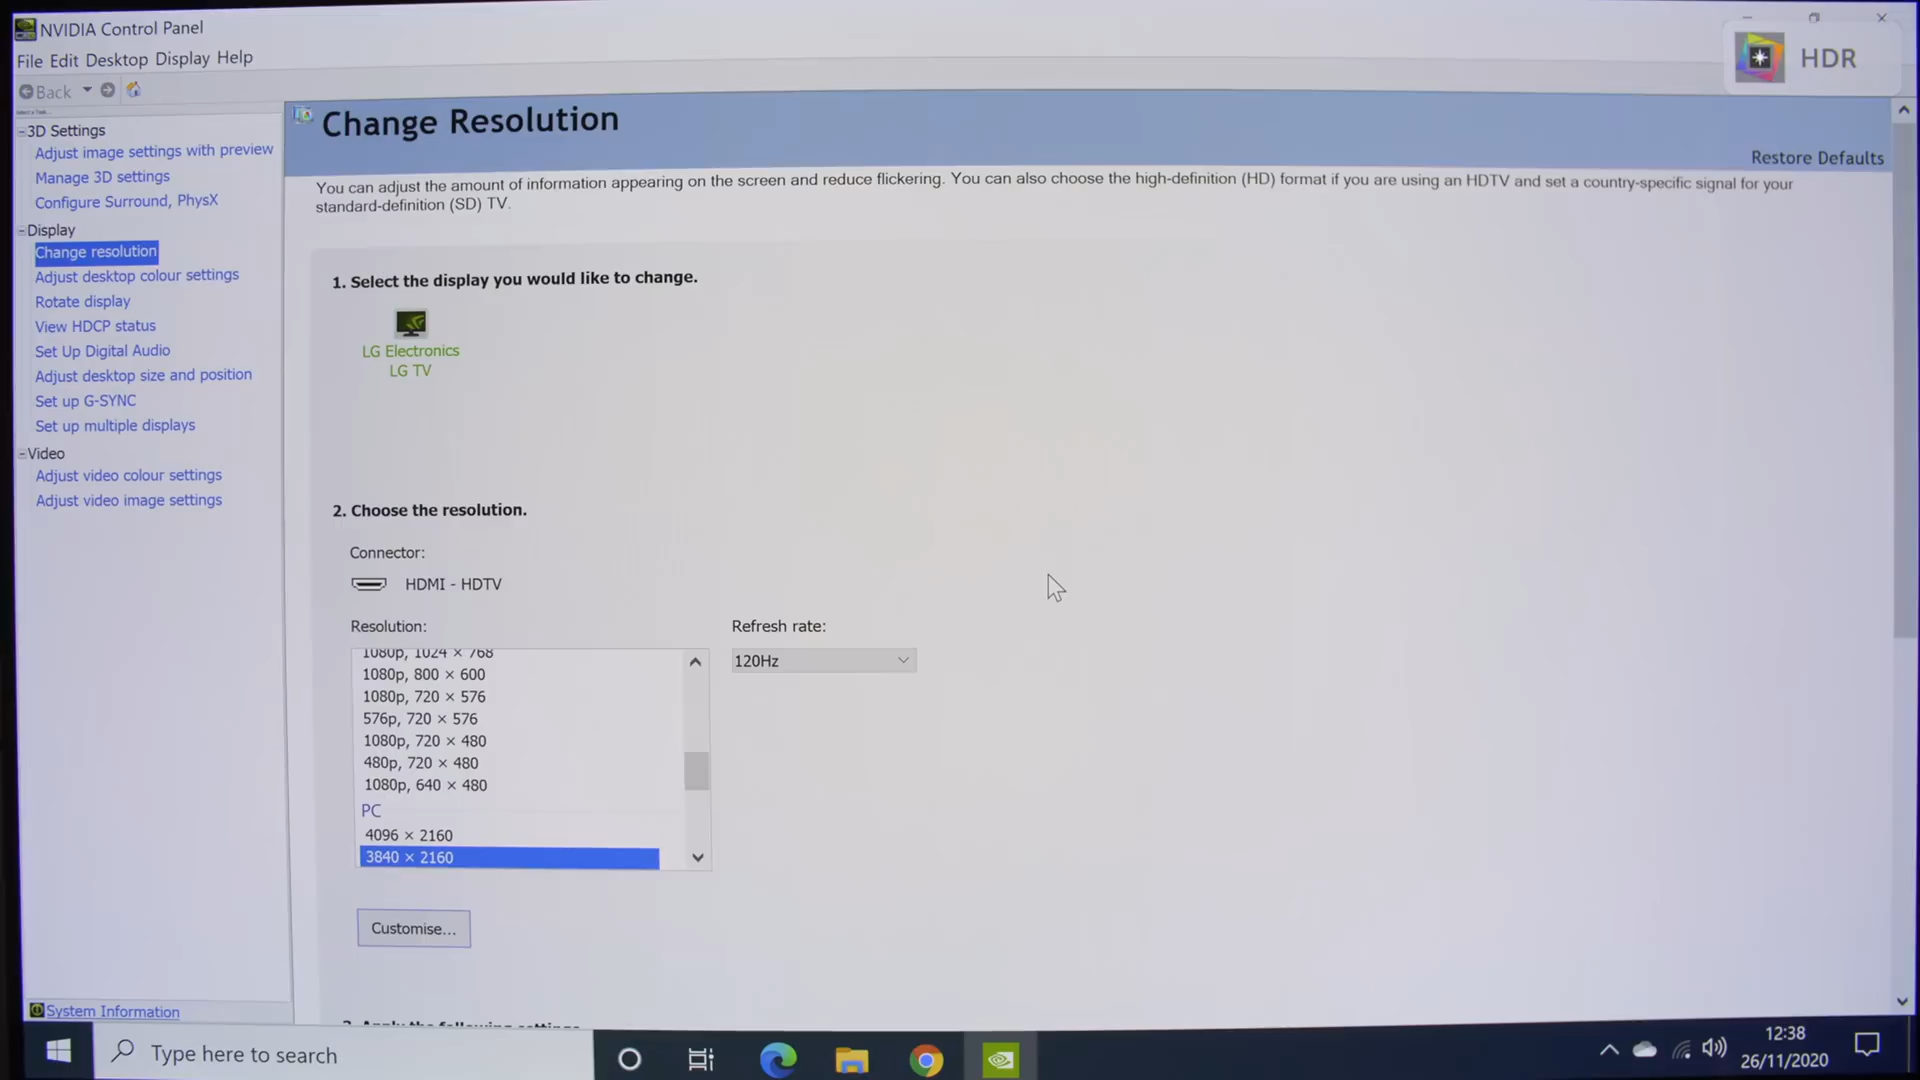 NVIDIA Control Panel
File Edit Desktop Display Help
HDR
Back
3D Settings
Adjust image settings with preview
Manage 3D settings
Configure Surround, PhysX
Display
Change resolution
Adjust desktop colour settings
Rotate display
View HDCP status
Set Up Digital Audio
Adjust desktop size and position
Set up G-SYNC
Set up multiple displays
Video
Adjust video colour settings
Adjust video image settings
System Information
Change Resolution
Restore Defaults
You can adjust the amount of information appearing on the screen and reduce flickering. You can also choose the high-definition (HD) format if you are using an HDTV and set a country-specific signal for your
standard-definition (SD) TV.
1. Select the display you would like to change.
LG Electronics
LG TV
2. Choose the resolution.
Connector:
HDMI - HDTV
Resolution:
Refresh rate:
1080p, 1024 × 768
120Hz
1080p, 800 × 600
1080p, 720 × 576
576p, 720 × 576
1080p, 720 × 480
480p, 720 × 480
1080p, 640 × 480
PC
4096 × 2160
3840 × 2160
Customise...
Type here to search
12:38
26/11/2020